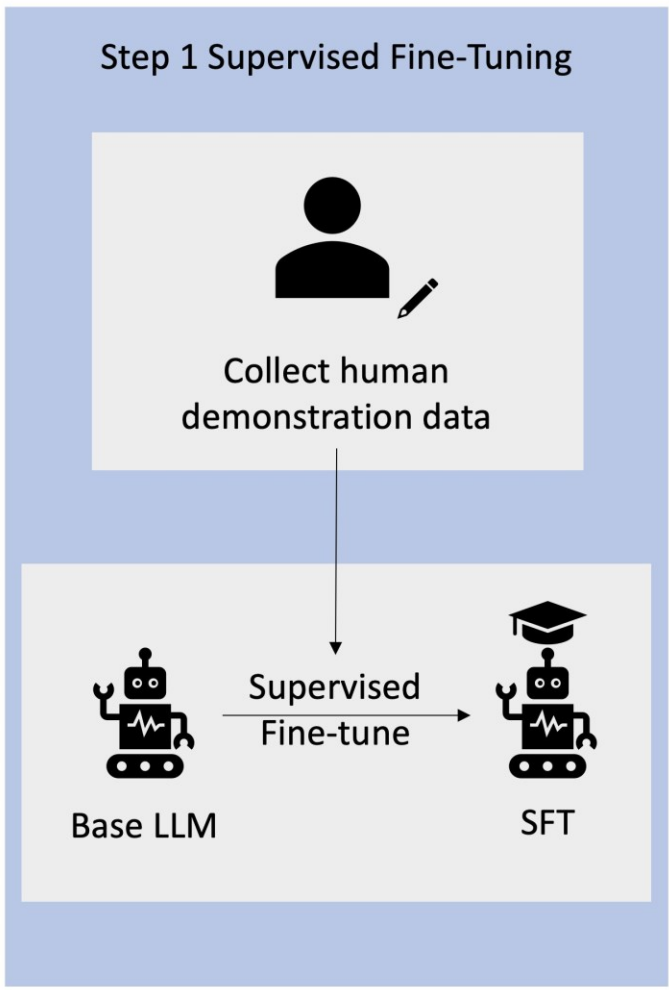 Step 1 Supervised Fine-Tuning
Collect human
demonstration data
Supervised
Fine-tune
Base LLM
SFT